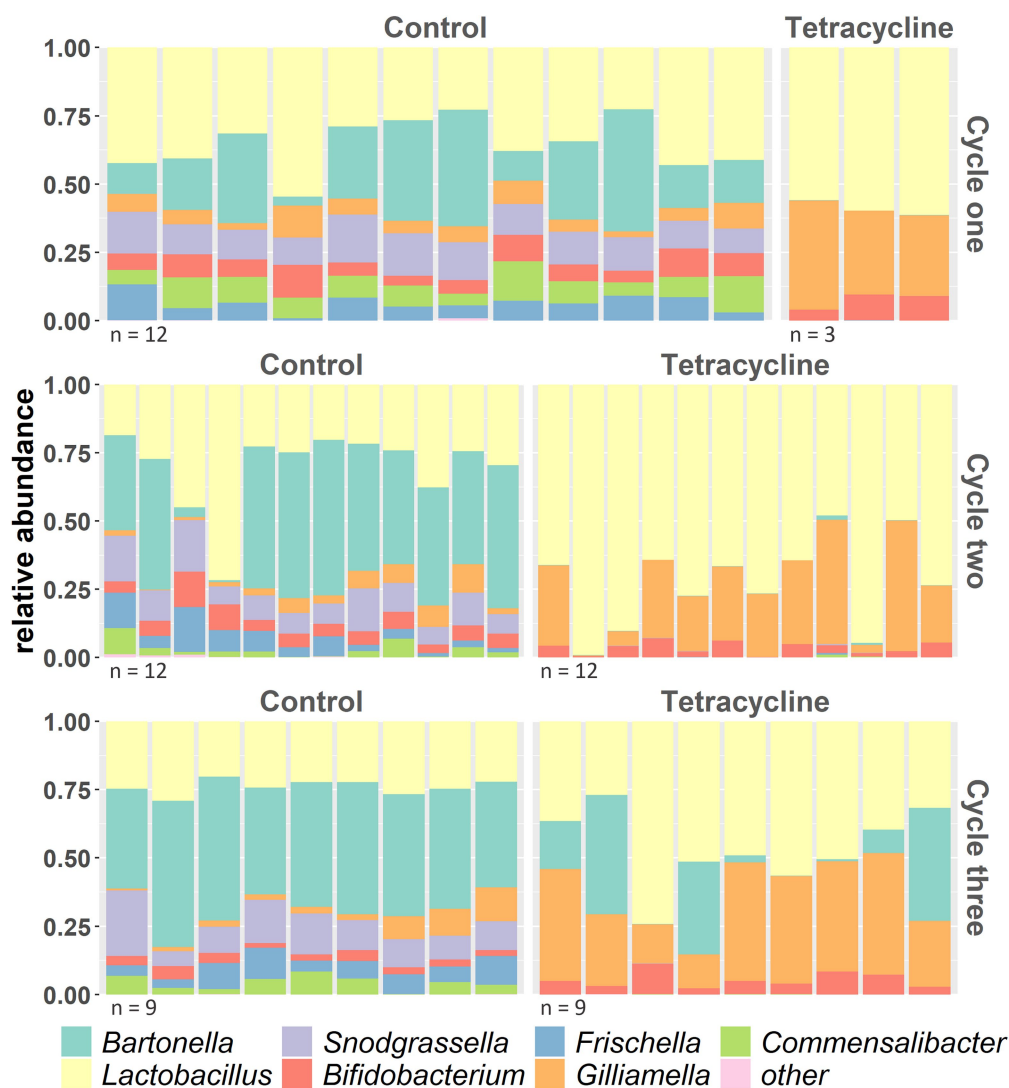 Control Tetracycline
1.00
0.75
0.50
0.25
0.00
Cycle one
n = 12 n = 3
Control Tetracycline
relative abundance
1.00
0.75
0.50
0.25
0.00
Cycle two
n = 12 n = 12
Control Tetracycline
1.00
0.75
0.50
0.25
0.00
Cycle three
n = 9 n = 9
Bartonella Snodgrassella Frischella Commensalibacter
Lactobacillus Bifidobacterium Gilliamella other